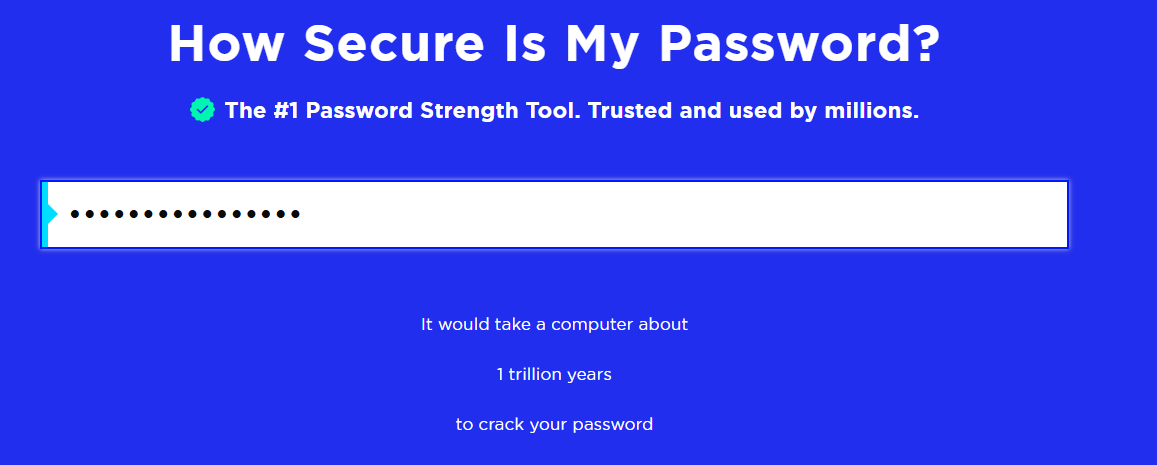 How Secure Is My Password?
The #1 Password Strength Tool. Trusted and used by millions.
••••••••••••••••
It would take a computer about
1 trillion years
to crack your password